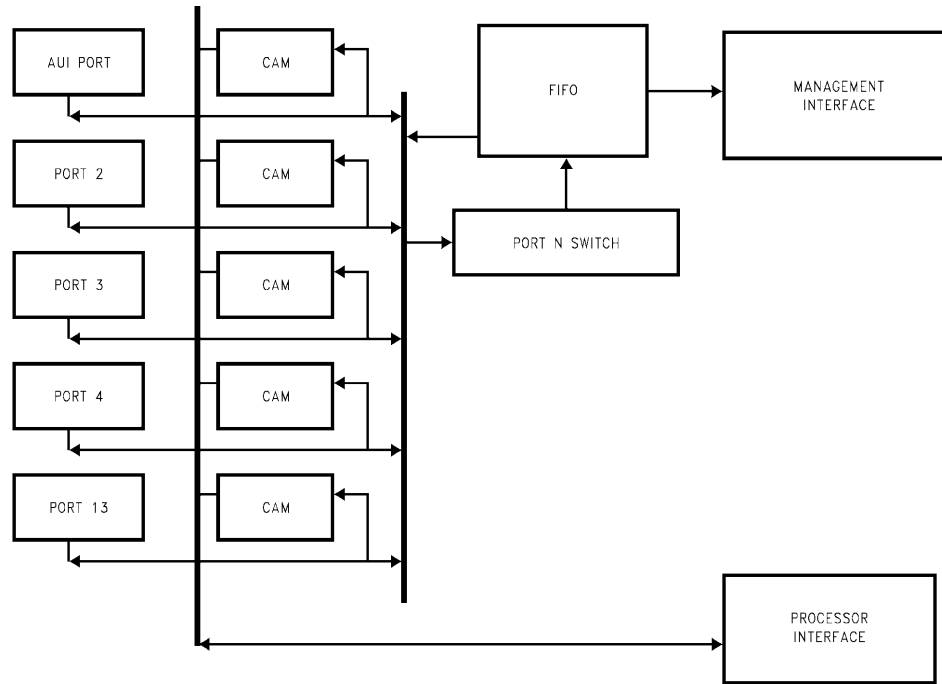 AUI PORT
CAM
FIFO
MANAGEMENT
INTERFACE
PORT 2
CAM
PORT N SWITCH
PORT 3
CAM
PORT 4
CAM
PORT 13
CAM
PROCESSOR
INTERFACE